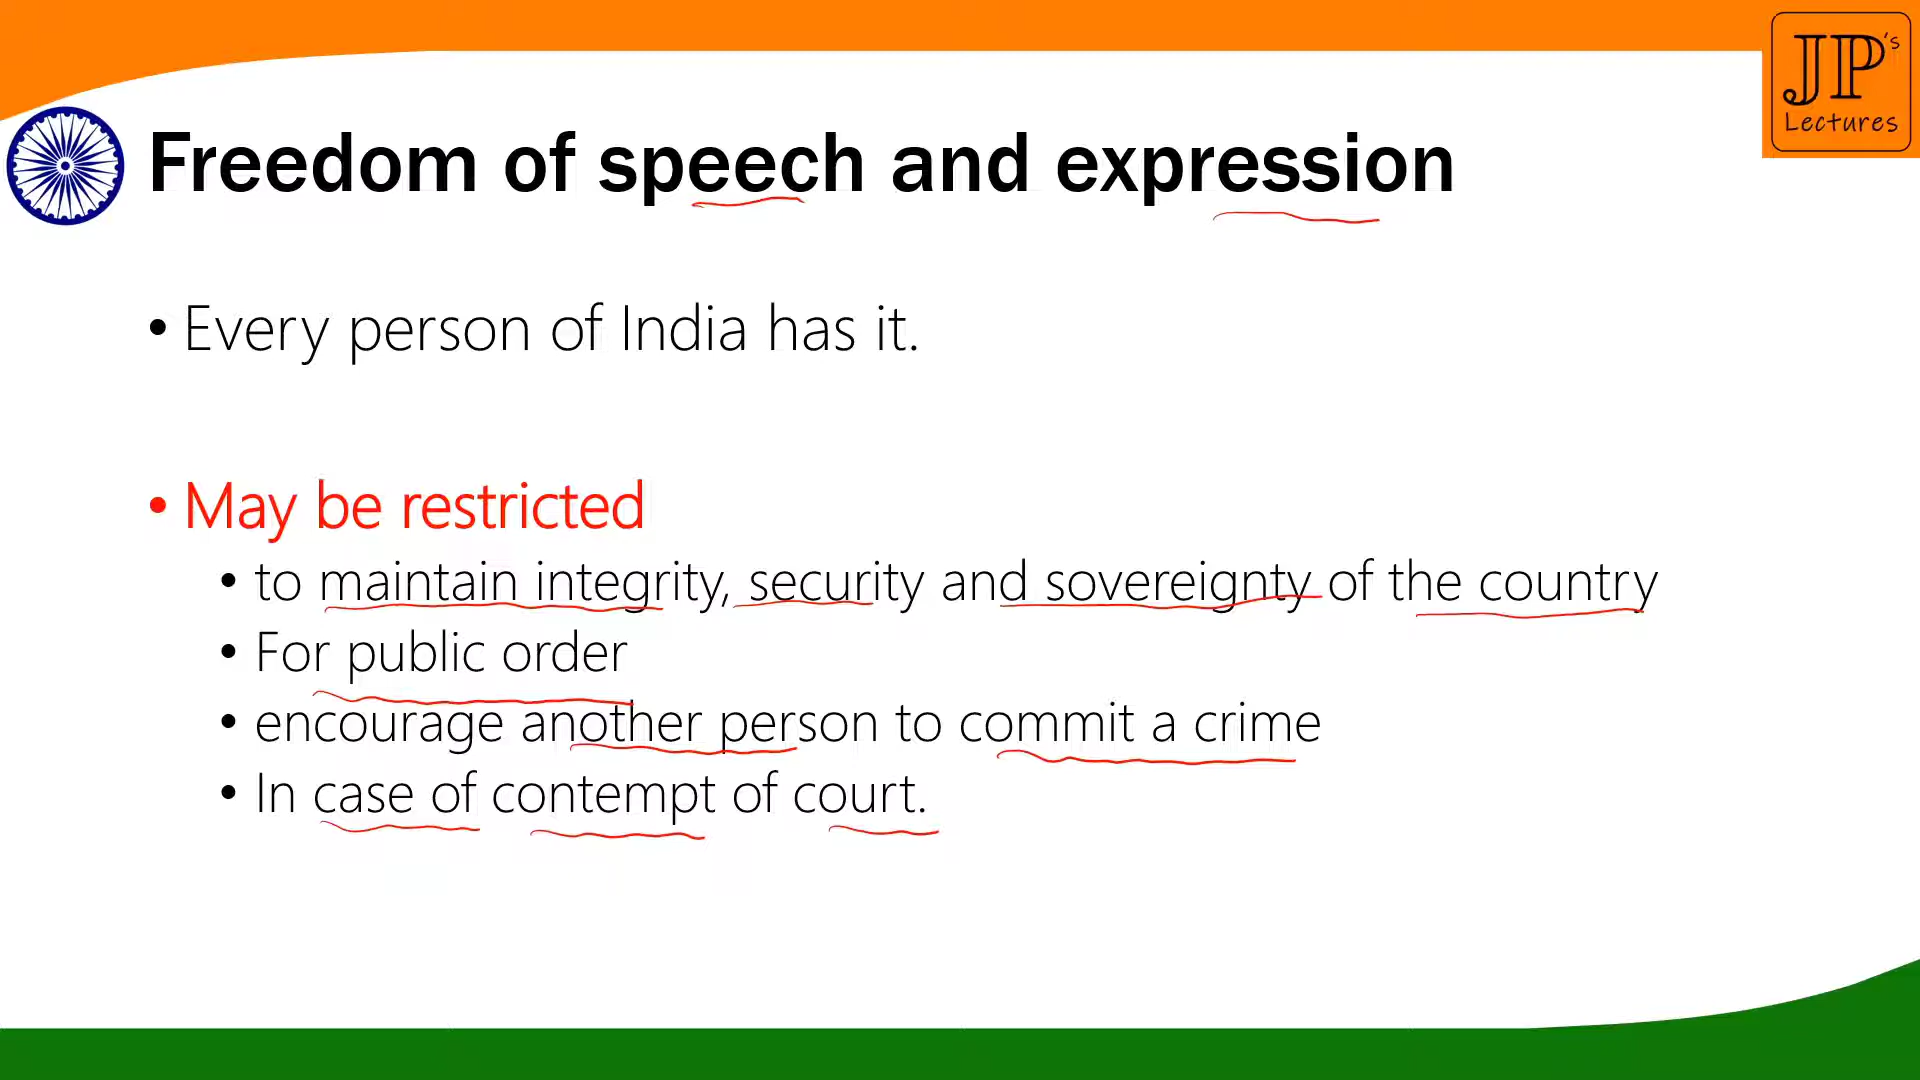 JP's
Lectures
Freedom of speech and expression
• Every person of India has it.
• May be restricted
• to maintain integrity, security and sovereignty of the country
• For public order
• encourage another person to commit a crime
• In case of contempt of court.